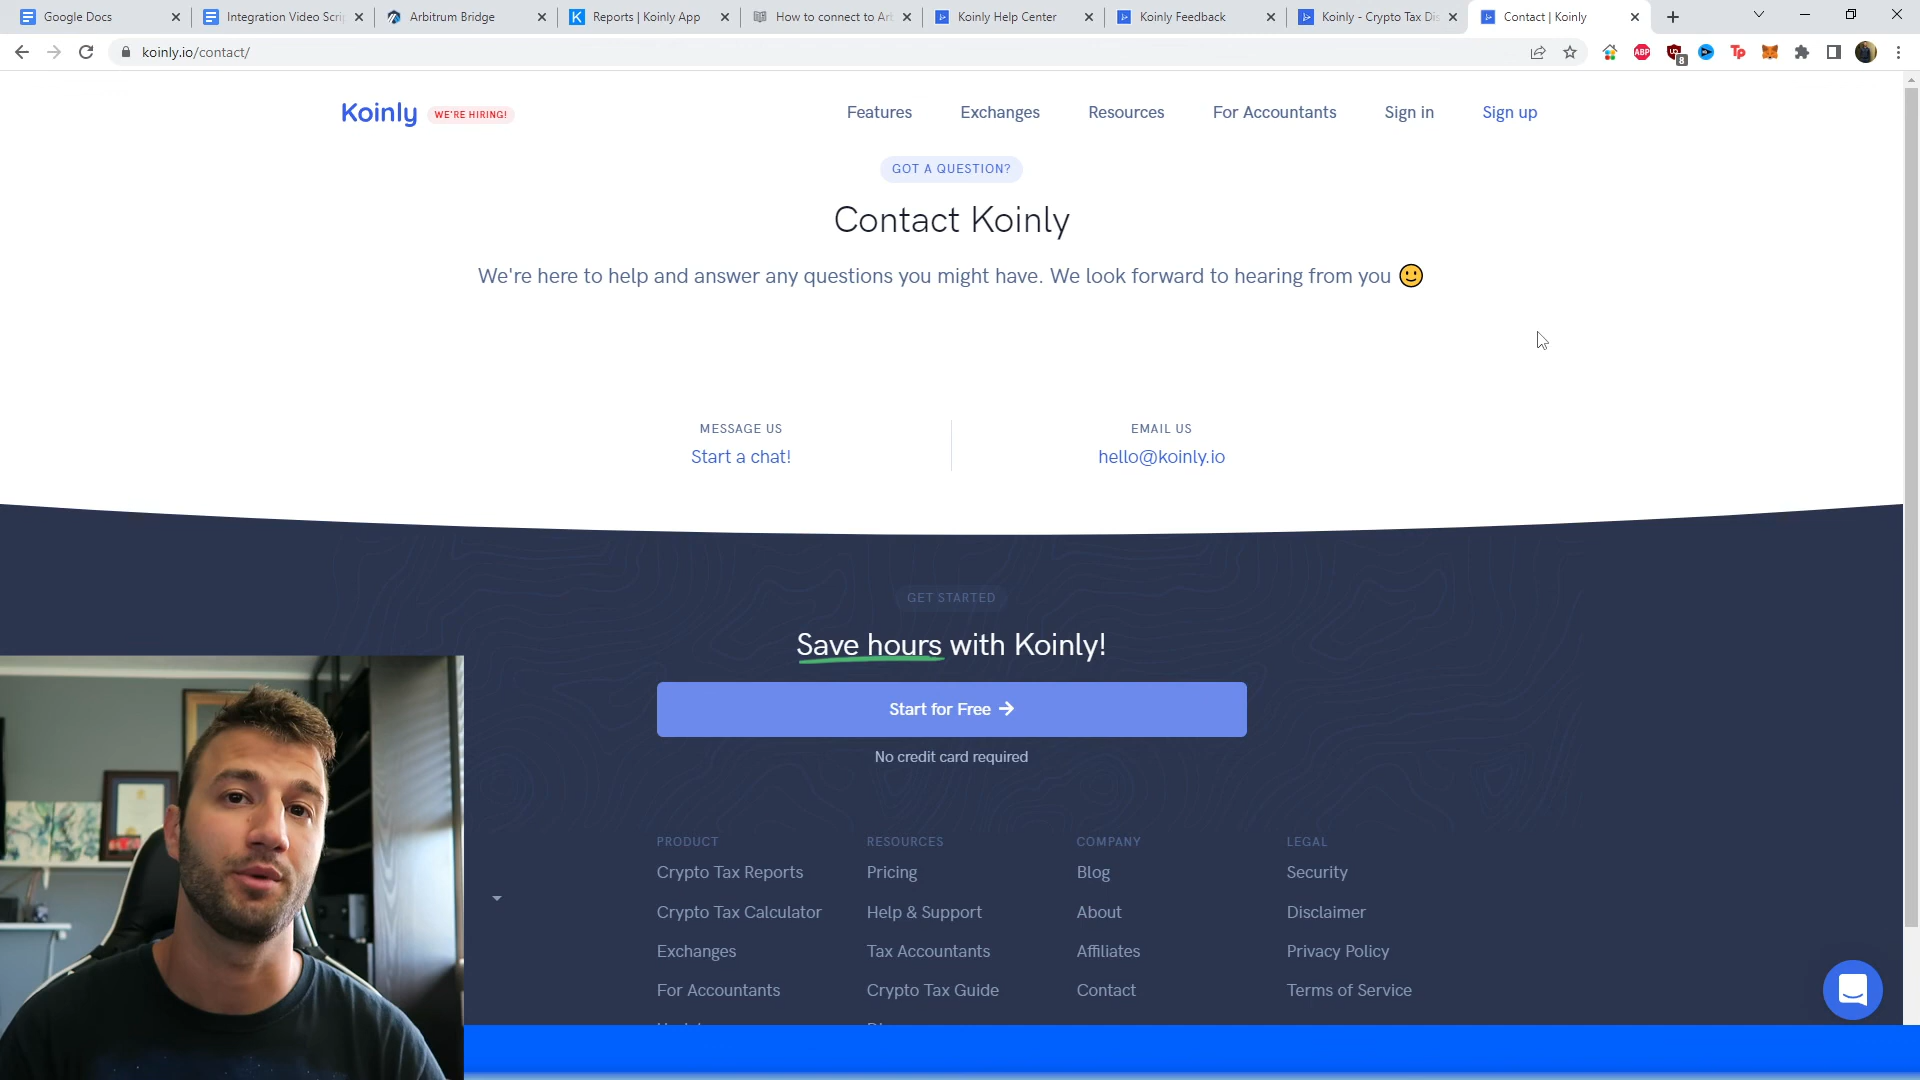 Google Docs
Integration Video Scri
Arbitrum Bridge
Reports | Koinly App
How to connect to Ar
Koinly Help Center
Koinly Feedback
Koinly - Crypto Tax Dis
Contact | Koinly
koinly.io/contact/
ABP
8
Tp
Koinly
WE'RE HIRING!
Features
Exchanges
Resources
For Accountants
Sign in
Sign up
GOT A QUESTION?
Contact Koinly
We're here to help and answer any questions you might have. We look forward to hearing from you
MESSAGE US
Start a chat!
EMAIL US
hello@koinly.io
GET STARTED
Save hours with Koinly!
Start for Free
No credit card required
PRODUCT
Crypto Tax Reports
Crypto Tax Calculator
Exchanges
For Accountants
RESOURCES
Pricing
Help & Support
Tax Accountants
Crypto Tax Guide
COMPANY
Blog
About
Affiliates
Contact
LEGAL
Security
Disclaimer
Privacy Policy
Terms of Service